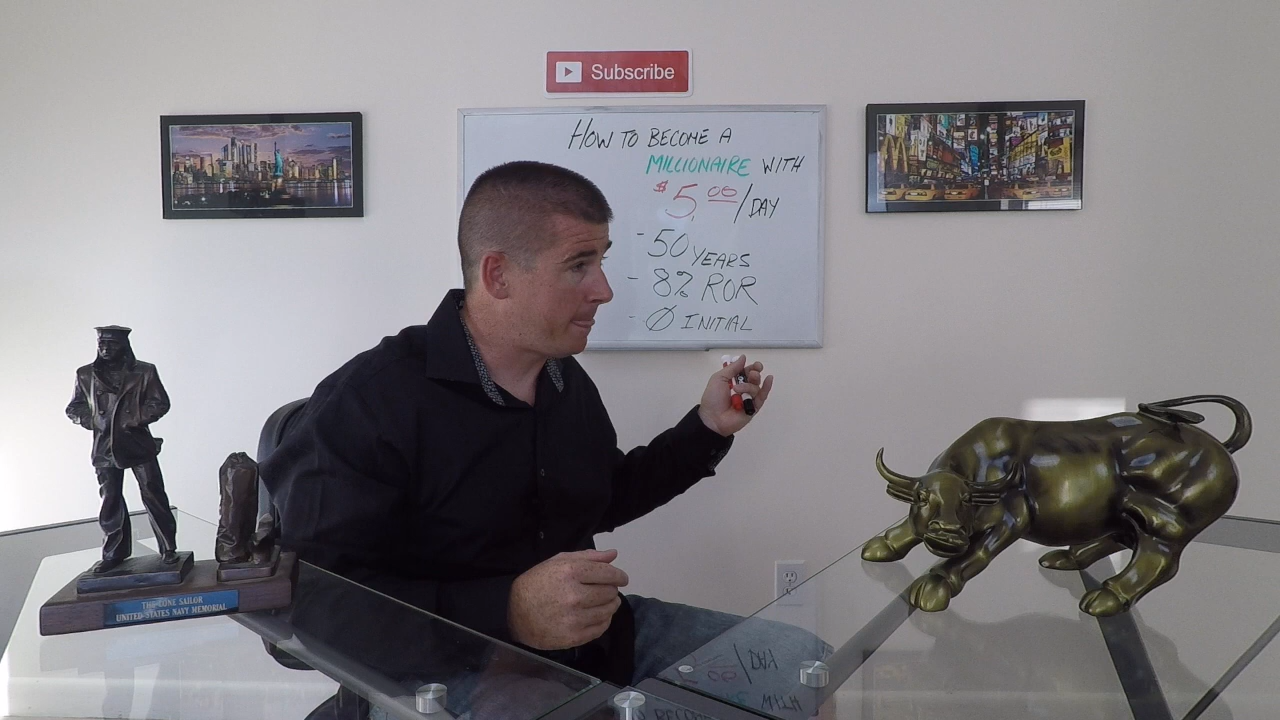 Subscribe
HOW TO BECOME A
MILLIONAIRE WITH
$5.00/DAY
- 50 YEARS
- 8% ROR
- Ø INITIAL
THE LONE SAILOR
UNITED STATES NAVY MEMORIAL